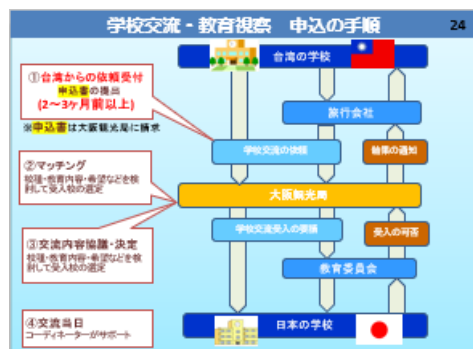 学校交流・教育視察　申込の手順
24
台湾の学校
①台湾からの依頼受付
申込書の提出
(2～3ヶ月前以上)
※申込書は大阪観光局に請求
旅行会社
学校交流の依頼
結果の通知
②マッチング
校種・教育内容・希望などを検
討して受入校の選定
大阪観光局
学校交流受入の要請
受入の可否
③交流内容協議・決定
校種・教育内容・希望などを検
討して受入校の選定
教育委員会
④交流当日
コーディネーターがサポート
日本の学校